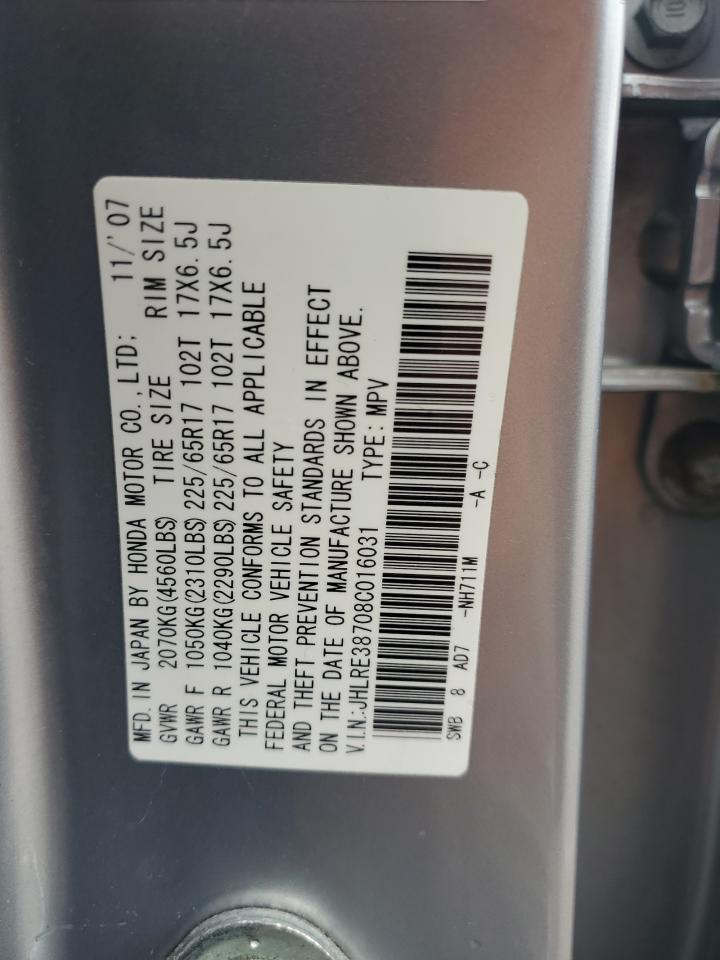 MFD. IN JAPAN BY HONDA MOTOR CO., LTD: 11/'07
GVWR 2070KG(4560LBS) TIRE SIZE RIM SIZE
GAWR F 1050KG(2310LBS) 225/65R17 102T 17X6.5J
GAWR R 1040KG(2290LBS) 225/65R17 102T 17X6.5J
THIS VEHICLE CONFORMS TO ALL APPLICABLE
FEDERAL MOTOR VEHICLE SAFETY
AND THEFT PREVENTION STANDARDS IN EFFECT
ON THE DATE OF MANUFACTURE SHOWN ABOVE.
V.I.N.:JHLRE38708C016031 TYPE: MPV
SWB 8 AD7 -NH711M -A -C
10